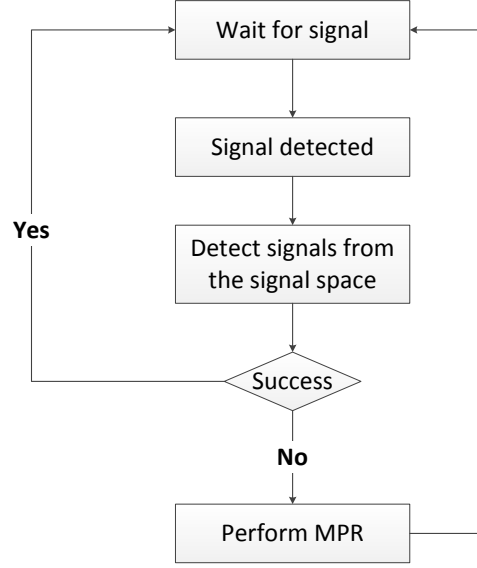 Wait for signal
Signal detected
Yes
Detect signals from
the signal space
Success
No
Perform MPR